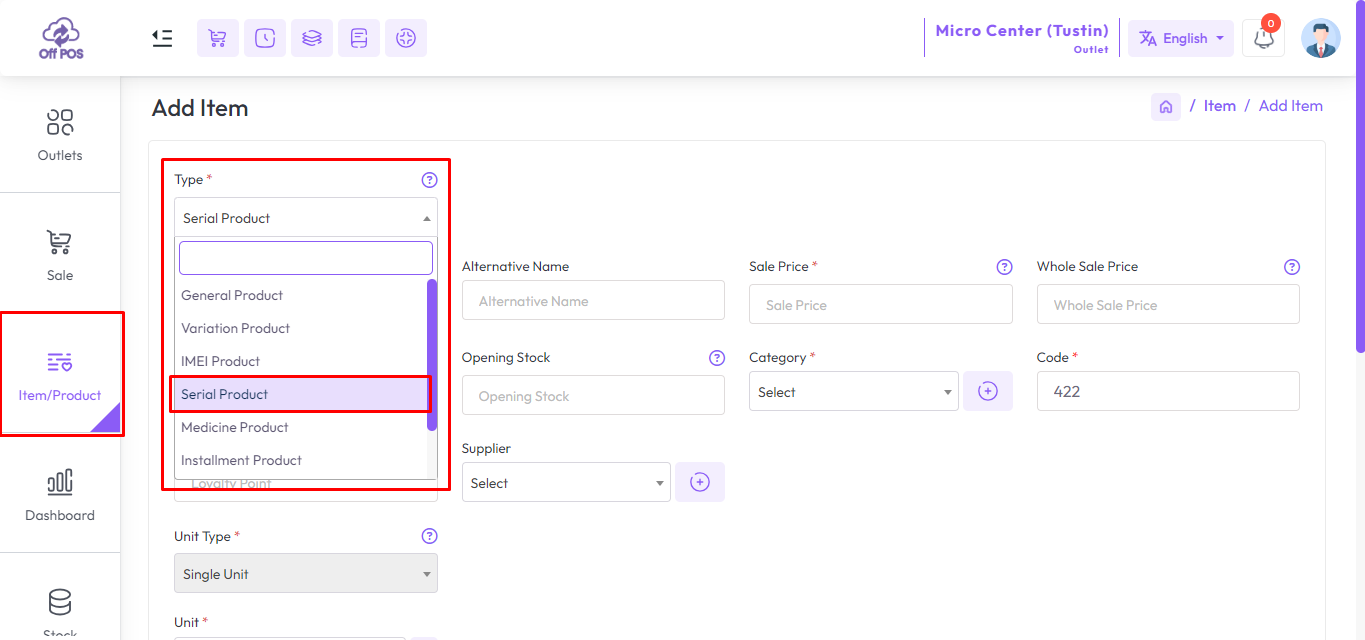 Off POS
Micro Center (Tustin)
Outlet
English
0
Outlets
Sale
Item/Product
Dashboard
Stock
Add Item
/ Item / Add Item
Type *
Serial Product
General Product
Variation Product
IMEI Product
Serial Product
Medicine Product
Installment Product
Loyalty Point
Alternative Name
Alternative Name
Sale Price *
Sale Price
Whole Sale Price
Whole Sale Price
Opening Stock
Opening Stock
Category *
Select
Code *
422
Supplier
Select
Unit Type *
Single Unit
Unit *